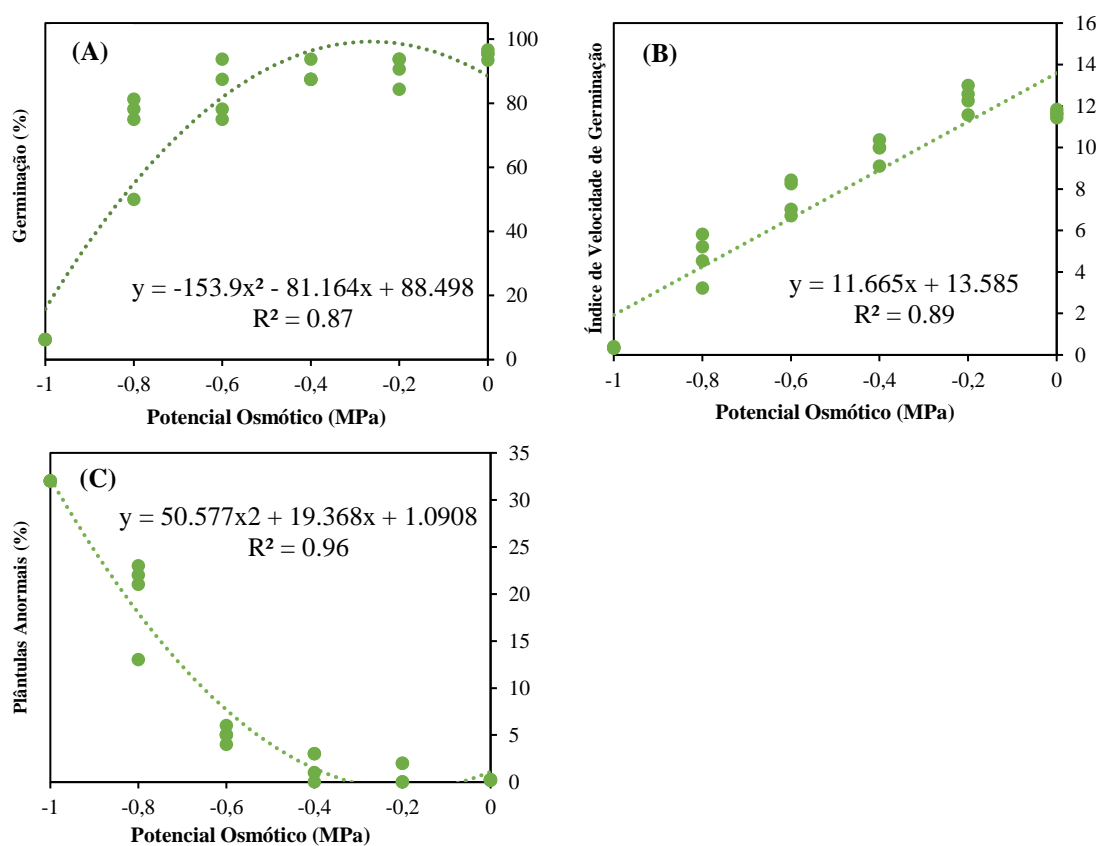 (A)
Germinação (%)
100
80
60
40
20
0
y = -153.9x² - 81.164x + 88.498
R² = 0.87
-1 -0,8 -0,6 -0,4 -0,2 0
Potencial Osmótico (MPa)
(B)
Índice de Velocidade de Germinação
16
14
12
10
8
6
4
2
0
y = 11.665x + 13.585
R² = 0.89
-1 -0,8 -0,6 -0,4 -0,2 0
Potencial Osmótico (MPa)
(C)
Plântulas Anormais (%)
35
30
25
20
15
10
5
0
y = 50.577x2 + 19.368x + 1.0908
R² = 0.96
-1 -0,8 -0,6 -0,4 -0,2 0
Potencial Osmótico (MPa)